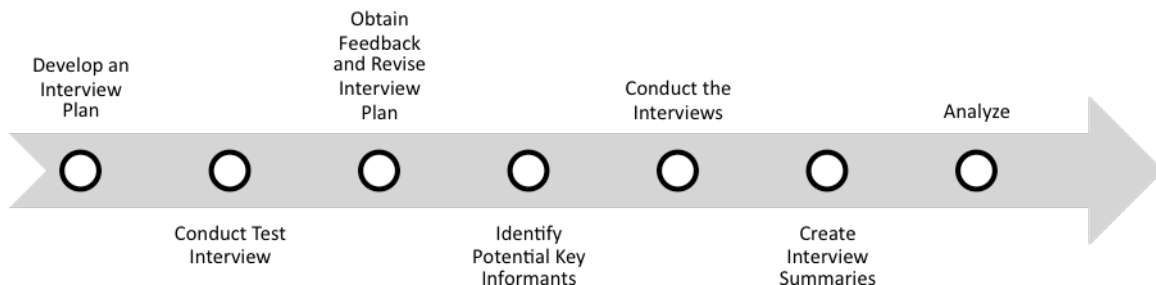 Develop an
Interview
Plan
Conduct Test
Interview
Obtain
Feedback
and Revise
Interview
Plan
Identify
Potential Key
Informants
Conduct the
Interviews
Create
Interview
Summaries
Analyze